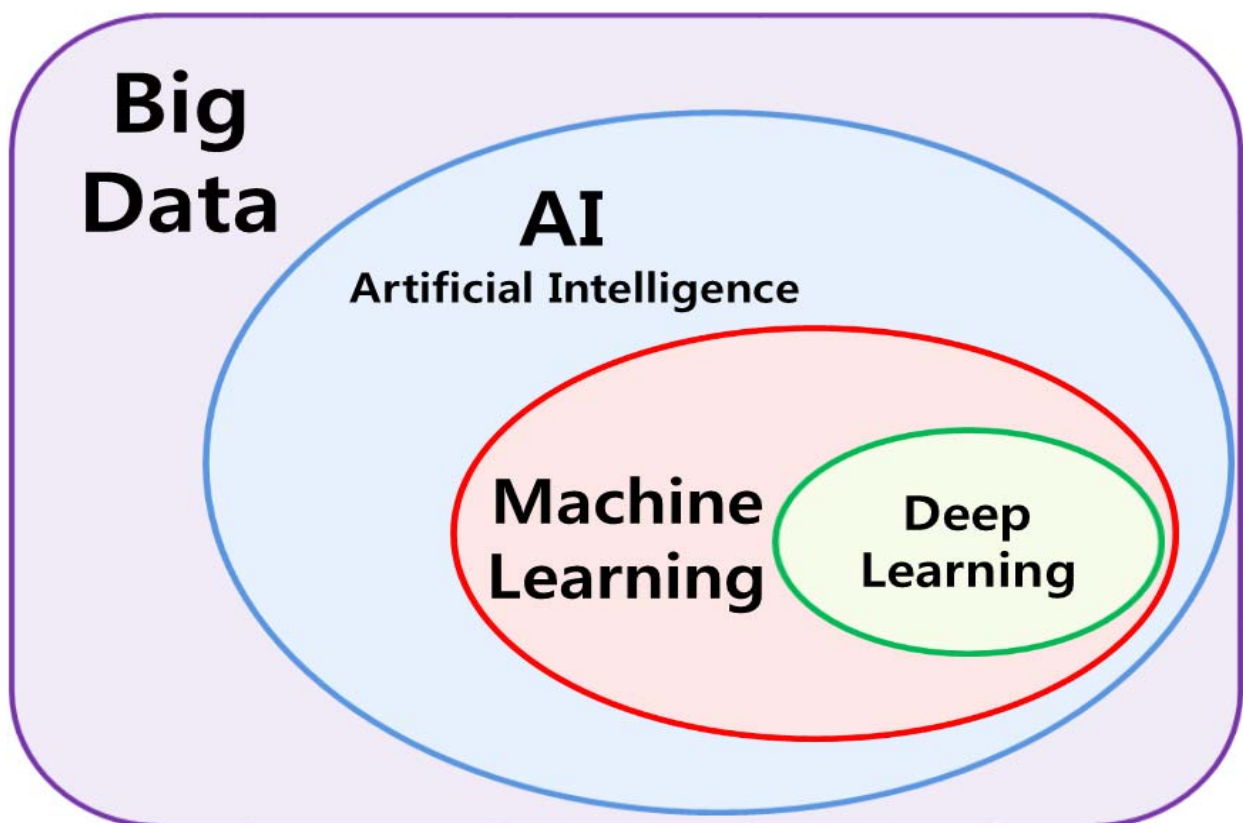 Big
Data
AI
Artificial Intelligence
Machine
Learning
Deep
Learning